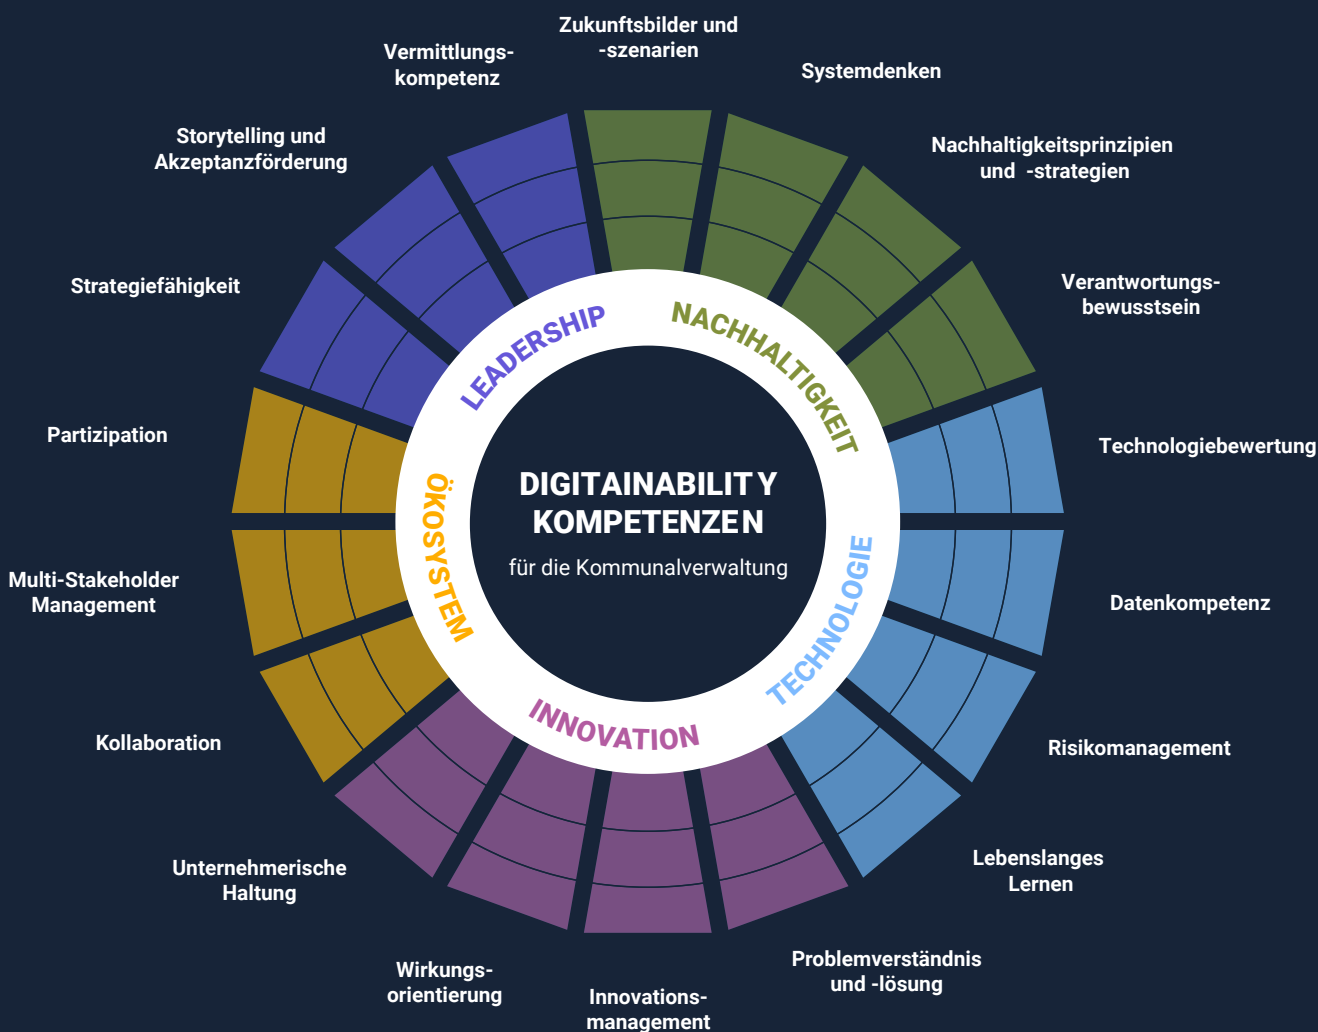 Zukunftsbilder und
-szenarien
Systemdenken
Nachhaltigkeitsprinzipien
und -strategien
Verantwortungs-
bewusstsein
Technologiebewertung
Datenkompetenz
Risikomanagement
Lebenslanges
Lernen
Problemverständnis
und -lösung
Innovations-
management
Wirkungs-
orientierung
Unternehmerische
Haltung
Kollaboration
Multi-Stakeholder
Management
Partizipation
Strategiefähigkeit
Storytelling und
Akzeptanzförderung
Vermittlungs-
kompetenz
LEADERSHIP
NACHHALTIGKEIT
TECHNOLOGIE
INNOVATION
ÖKOSYSTEM
DIGITAINABILITY
KOMPETENZEN
für die Kommunalverwaltung